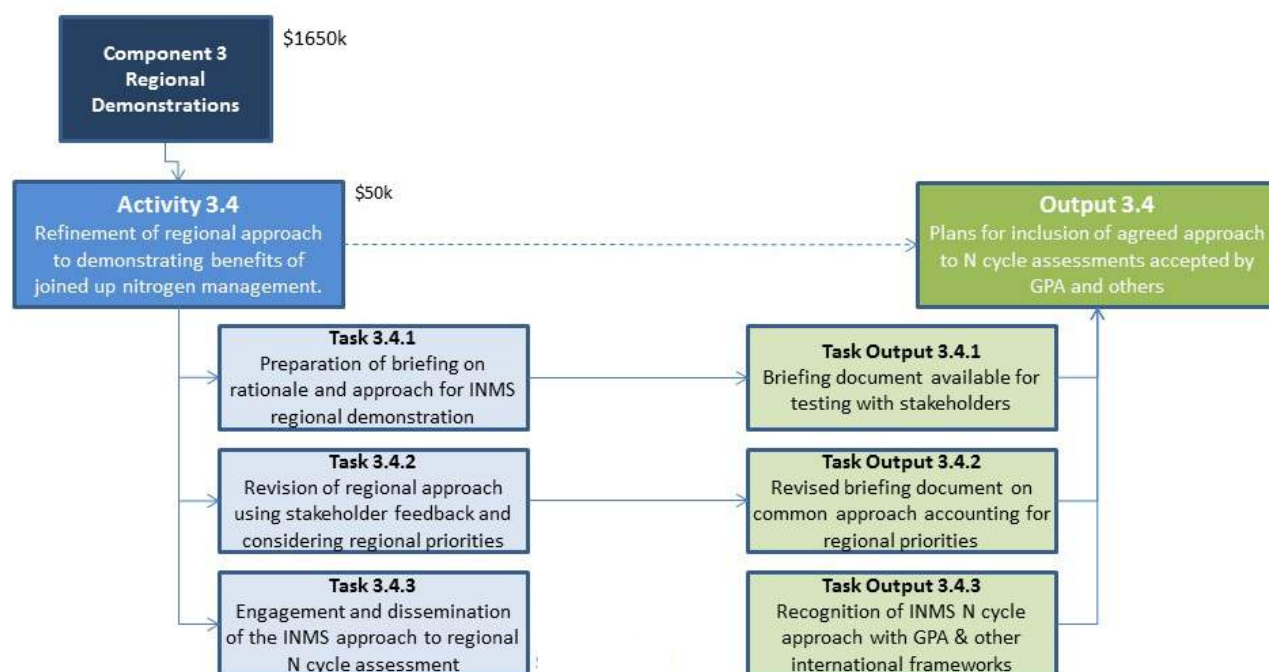 Component 3
Regional
Demonstrations
$1650k
Activity 3.4
Refinement of regional approach
to demonstrating benefits of
joined up nitrogen management.
$50k
Output 3.4
Plans for inclusion of agreed approach
to N cycle assessments accepted by
GPA and others
Task 3.4.1
Preparation of briefing on
rationale and approach for INMS
regional demonstration
Task Output 3.4.1
Briefing document available for
testing with stakeholders
Task 3.4.2
Revision of regional approach
using stakeholder feedback and
considering regional priorities
Task Output 3.4.2
Revised briefing document on
common approach accounting for
regional priorities
Task 3.4.3
Engagement and dissemination
of the INMS approach to regional
N cycle assessment
Task Output 3.4.3
Recognition of INMS N cycle
approach with GPA & other
international frameworks